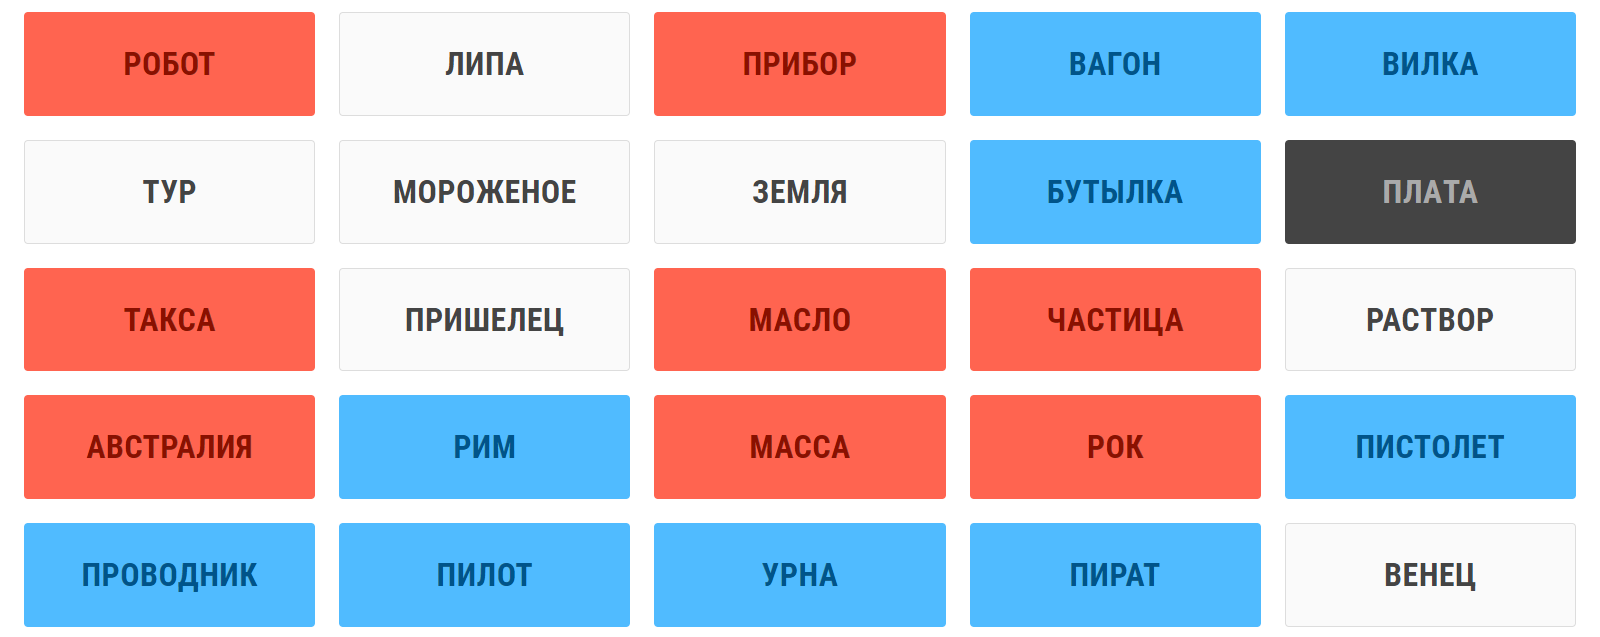 РОБОТ ЛИПА ПРИБОР ВАГОН ВИЛКА
ТУР МОРОЖЕНОЕ ЗЕМЛЯ БУТЫЛКА ПЛАТА
ТАКСА ПРИШЕЛЕЦ МАСЛО ЧАСТИЦА РАСТВОР
АВСТРАЛИЯ РИМ МАССА РОК ПИСТОЛЕТ
ПРОВОДНИК ПИЛОТ УРНА ПИРАТ ВЕНЕЦ